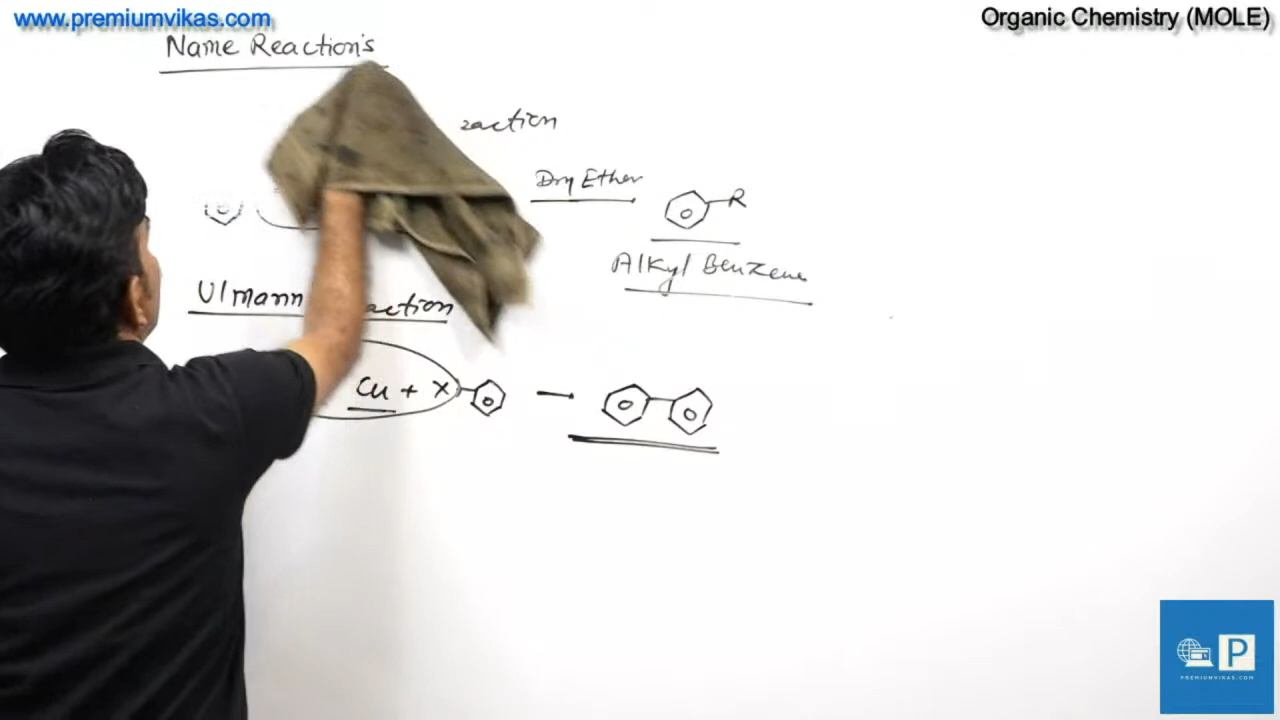 www.premiumvikas.com
Organic Chemistry (MOLE)
Name Reaction's
zaction
Dry Ether
R
Alkyl Benzene
Ulmann action
Cu + X
P
PREMIUMVIKAS.COM